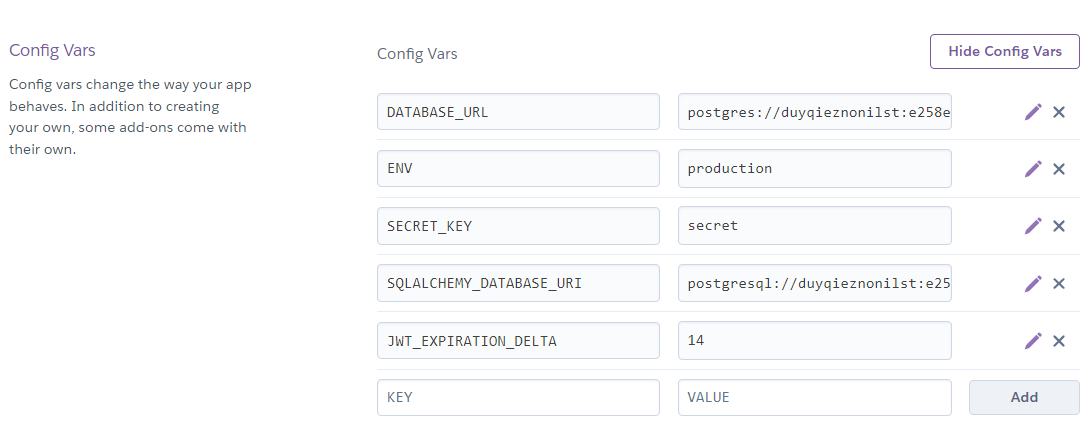 Config Vars
Config vars change the way your app
behaves. In addition to creating
your own, some add-ons come with
their own.
Config Vars
Hide Config Vars
DATABASE_URL postgres://duyqieznonilst:e258e
ENV production
SECRET_KEY secret
SQLALCHEMY_DATABASE_URI postgresql://duyqieznonilst:e25
JWT_EXPIRATION_DELTA 14
KEY VALUE Add